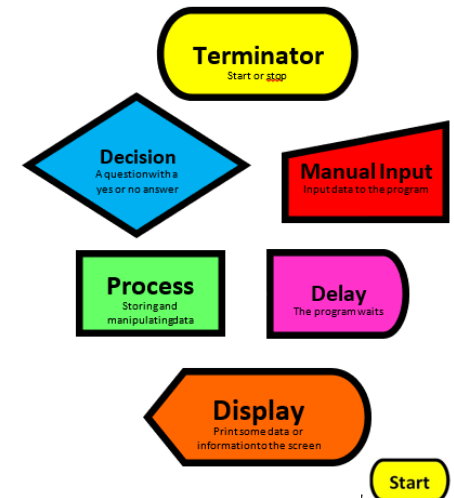 Terminator
Start or stop
Decision
A question with a
yes or no answer
Manual Input
Input data to the program
Process
Storing and
manipulating data
Delay
The program waits
Display
Print some data or
information to the screen
Start